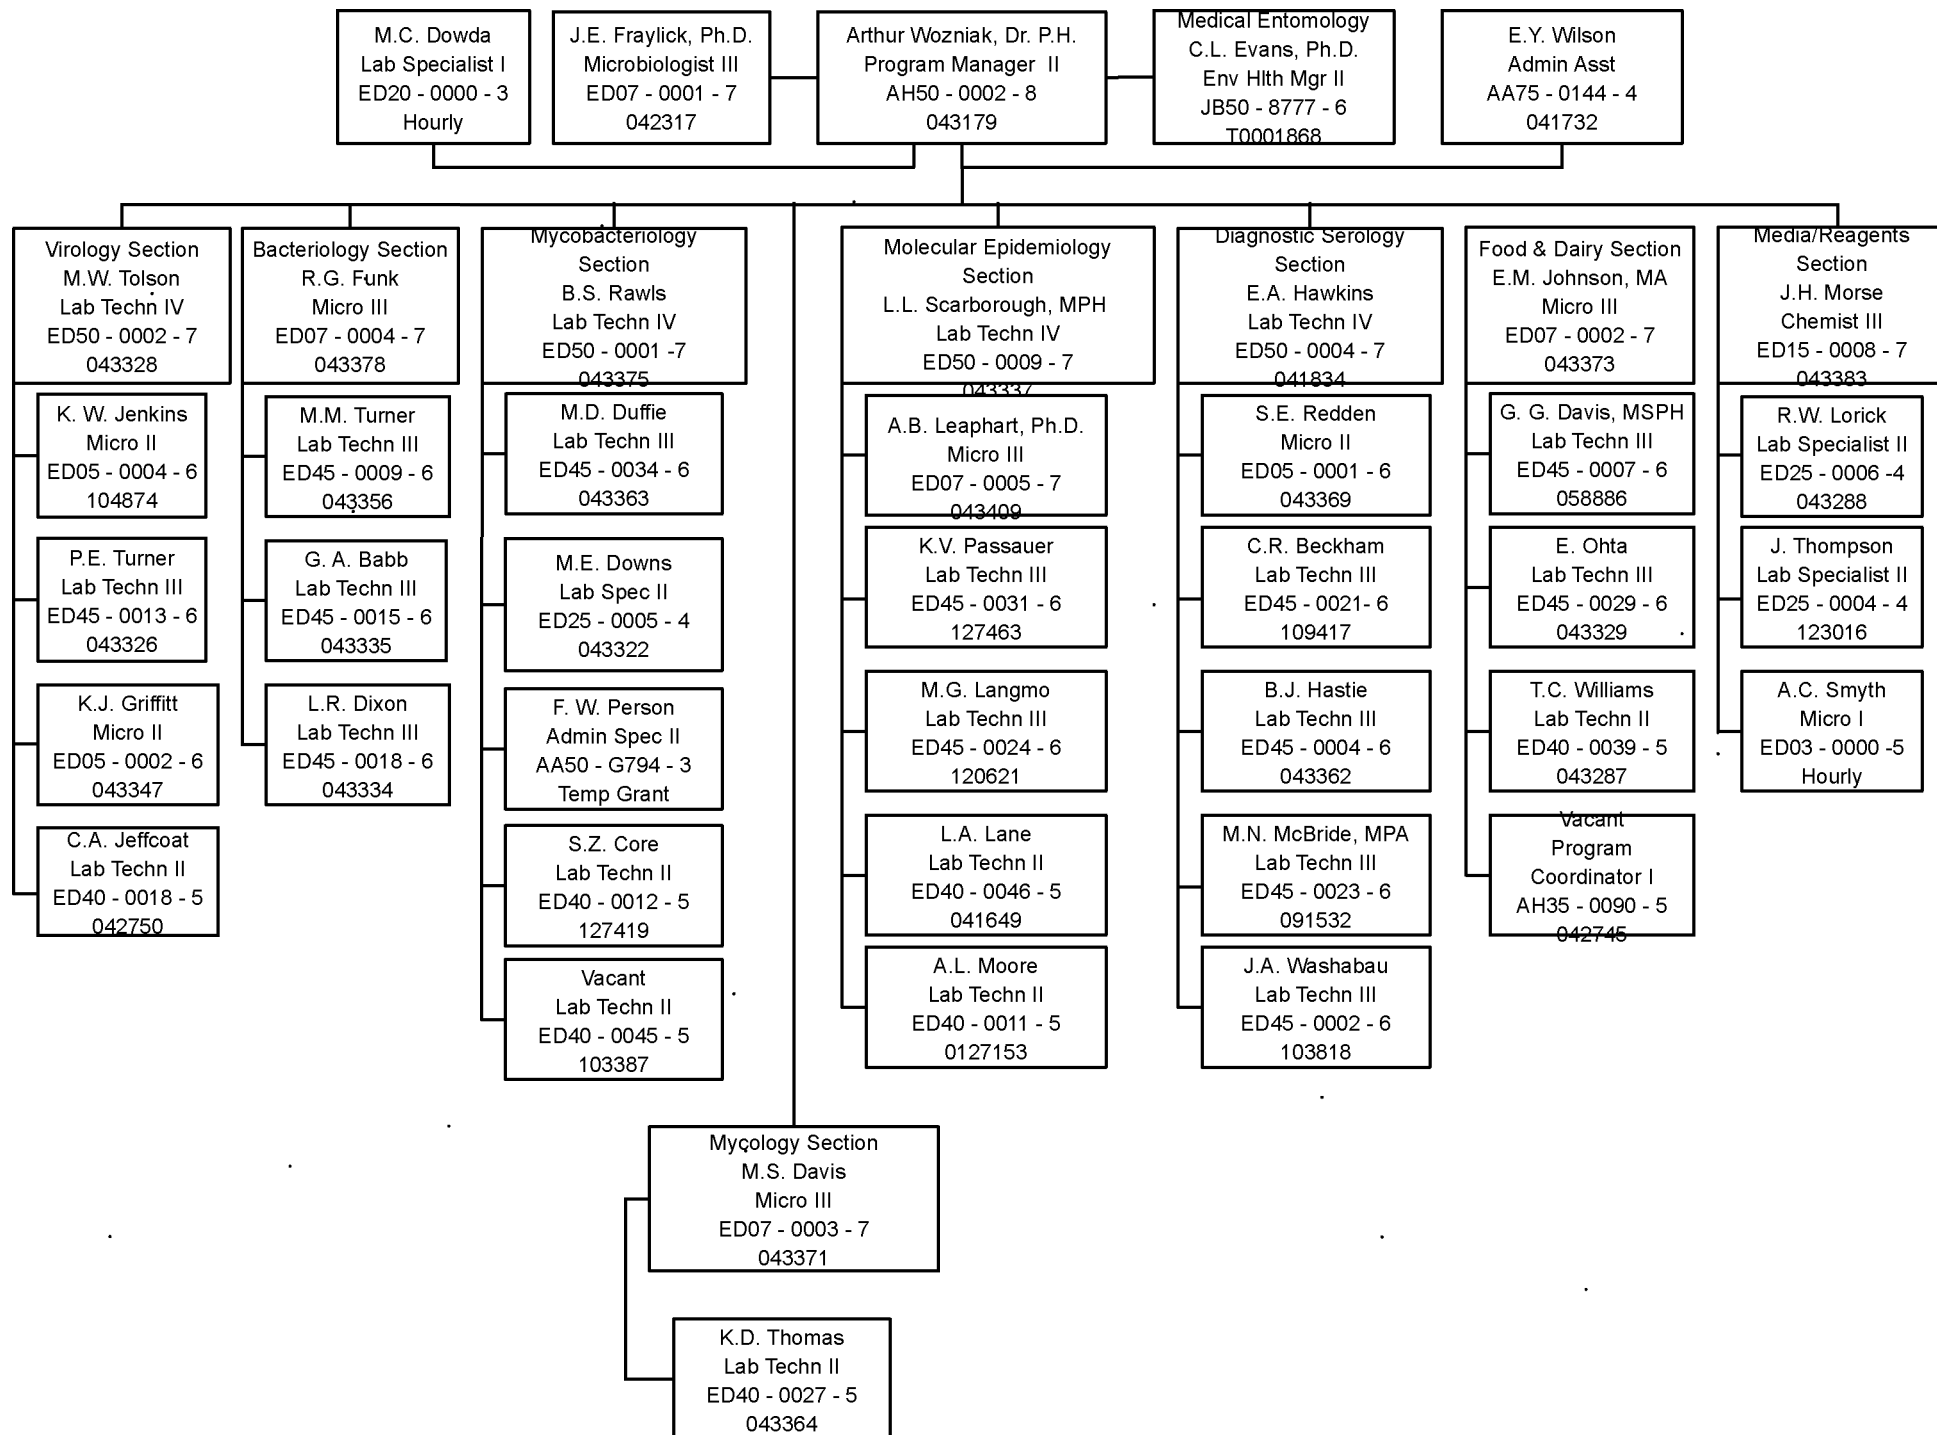 M.C. Dowda
Lab Specialist I
ED20 - 0000 - 3
Hourly
J.E. Fraylick, Ph.D.
Microbiologist III
ED07 - 0001 - 7
042317
Arthur Wozniak, Dr. P.H.
Program Manager II
AH50 - 0002 - 8
043179
Medical Entomology
C.L. Evans, Ph.D.
Env Hlth Mgr II
JB50 - 8777 - 6
T0001868
E.Y. Wilson
Admin Asst
AA75 - 0144 - 4
041732
Virology Section
M.W. Tolson
Lab Techn IV
ED50 - 0002 - 7
043328
K. W. Jenkins
Micro II
ED05 - 0004 - 6
104874
P.E. Turner
Lab Techn III
ED45 - 0013 - 6
043326
K.J. Griffitt
Micro II
ED05 - 0002 - 6
043347
C.A. Jeffcoat
Lab Techn II
ED40 - 0018 - 5
042750
Bacteriology Section
R.G. Funk
Micro III
ED07 - 0004 - 7
043378
M.M. Turner
Lab Techn III
ED45 - 0009 - 6
043356
G. A. Babb
Lab Techn III
ED45 - 0015 - 6
043335
L.R. Dixon
Lab Techn III
ED45 - 0018 - 6
043334
Mycobacteriology
Section
B.S. Rawls
Lab Techn IV
ED50 - 0001 -7
043375
M.D. Duffie
Lab Techn III
ED45 - 0034 - 6
043363
M.E. Downs
Lab Spec II
ED25 - 0005 - 4
043322
F. W. Person
Admin Spec II
AA50 - G794 - 3
Temp Grant
S.Z. Core
Lab Techn II
ED40 - 0012 - 5
127419
Vacant
Lab Techn II
ED40 - 0045 - 5
103387
Mycology Section
M.S. Davis
Micro III
ED07 - 0003 - 7
043371
K.D. Thomas
Lab Techn II
ED40 - 0027 - 5
043364
Molecular Epidemiology
Section
L.L. Scarborough, MPH
Lab Techn IV
ED50 - 0009 - 7
043337
A.B. Leaphart, Ph.D.
Micro III
ED07 - 0005 - 7
043409
K.V. Passauer
Lab Techn III
ED45 - 0031 - 6
127463
M.G. Langmo
Lab Techn III
ED45 - 0024 - 6
120621
L.A. Lane
Lab Techn II
ED40 - 0046 - 5
041649
A.L. Moore
Lab Techn II
ED40 - 0011 - 5
0127153
Diagnostic Serology
Section
E.A. Hawkins
Lab Techn IV
ED50 - 0004 - 7
041834
S.E. Redden
Micro II
ED05 - 0001 - 6
043369
C.R. Beckham
Lab Techn III
ED45 - 0021- 6
109417
B.J. Hastie
Lab Techn III
ED45 - 0004 - 6
043362
M.N. McBride, MPA
Lab Techn III
ED45 - 0023 - 6
091532
J.A. Washabau
Lab Techn III
ED45 - 0002 - 6
103818
Food & Dairy Section
E.M. Johnson, MA
Micro III
ED07 - 0002 - 7
043373
G. G. Davis, MSPH
Lab Techn III
ED45 - 0007 - 6
058886
E. Ohta
Lab Techn III
ED45 - 0029 - 6
043329
T.C. Williams
Lab Techn II
ED40 - 0039 - 5
043287
Vacant
Program
Coordinator I
AH35 - 0090 - 5
042745
Media/Reagents
Section
J.H. Morse
Chemist III
ED15 - 0008 - 7
043383
R.W. Lorick
Lab Specialist II
ED25 - 0006 -4
043288
J. Thompson
Lab Specialist II
ED25 - 0004 - 4
123016
A.C. Smyth
Micro I
ED03 - 0000 -5
Hourly